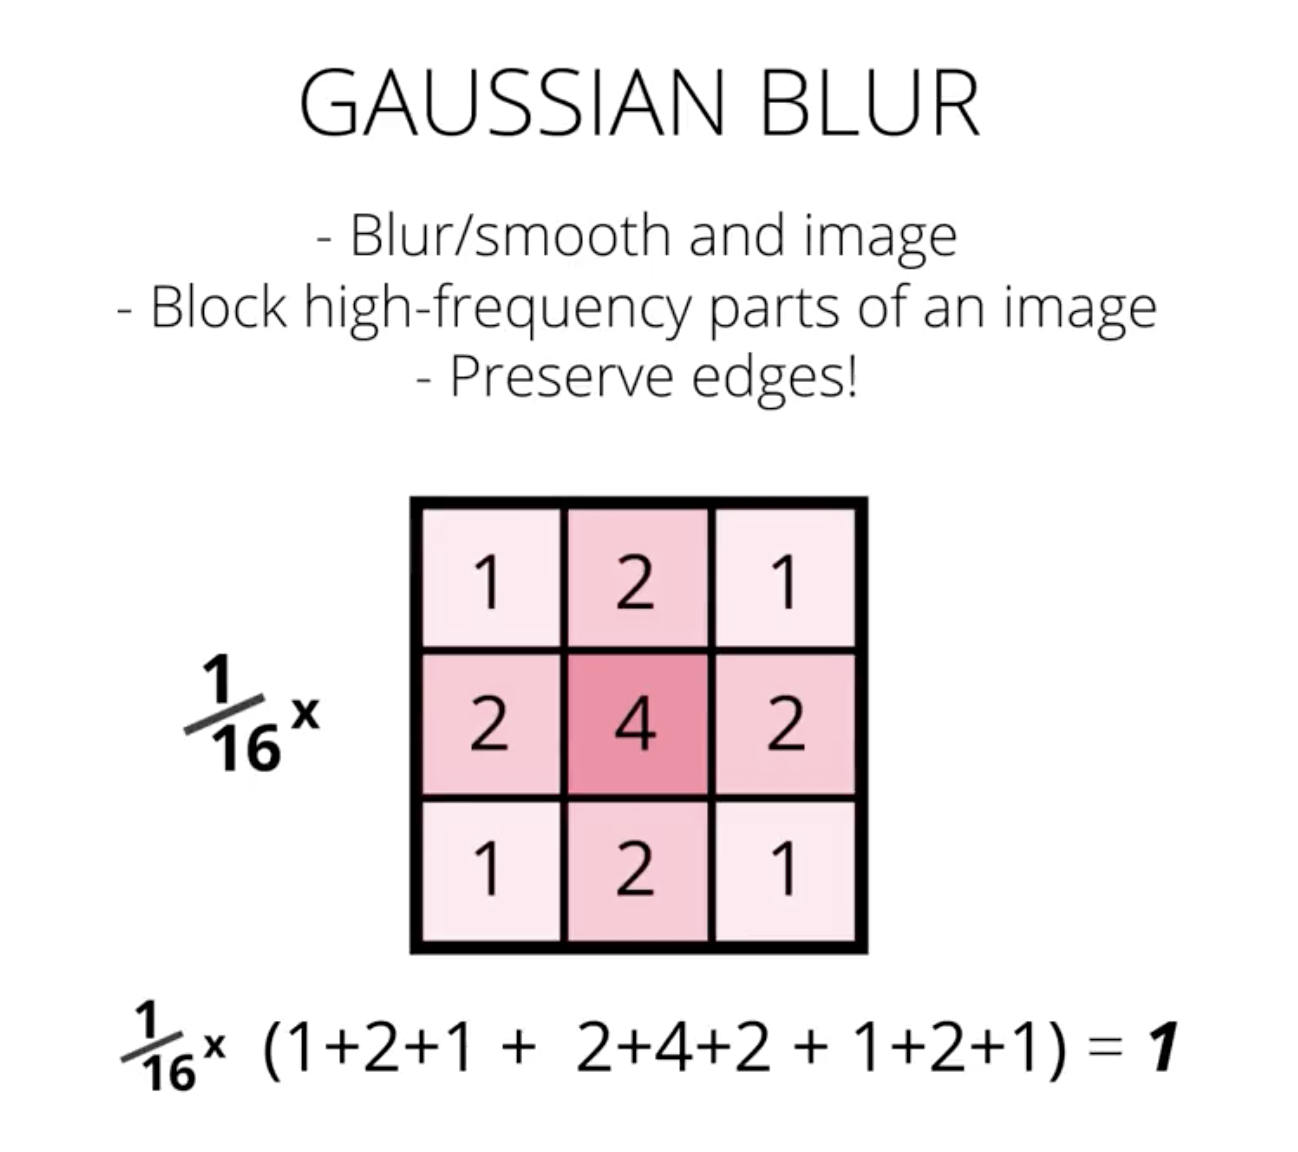 GAUSSIAN BLUR
- Blur/smooth and image
- Block high-frequency parts of an image
- Preserve edges!
1 2 1
1/16 x 2 4 2
1 2 1
1/16 x (1+2+1 + 2+4+2 + 1+2+1) = 1